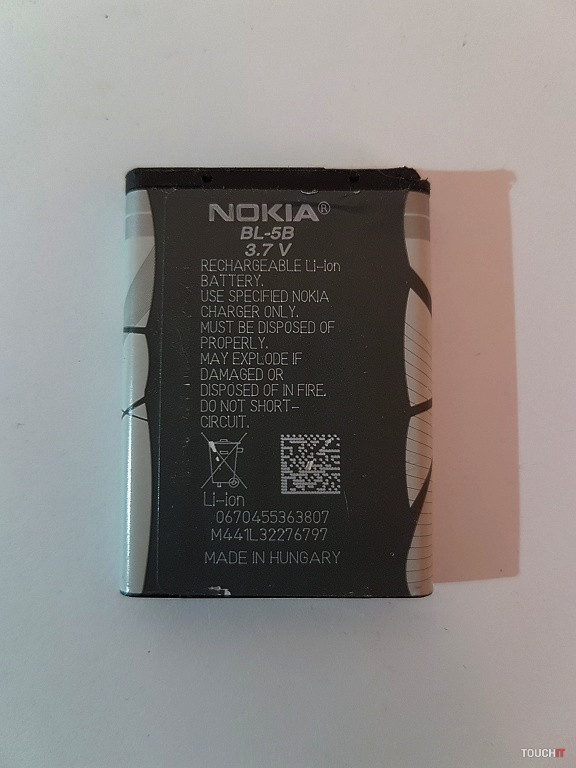 NOKIA®
BL-5B
3.7 V
RECHARGEABLE Li-ion
BATTERY.
USE SPECIFIED NOKIA
CHARGER ONLY.
MUST BE DISPOSED OF
PROPERLY.
MAY EXPLODE IF
DAMAGED OR
DISPOSED OF IN FIRE.
DO NOT SHORT-
CIRCUIT.
Li-ion
0670455363807
M441L32276797
MADE IN HUNGARY
TOUCHIT